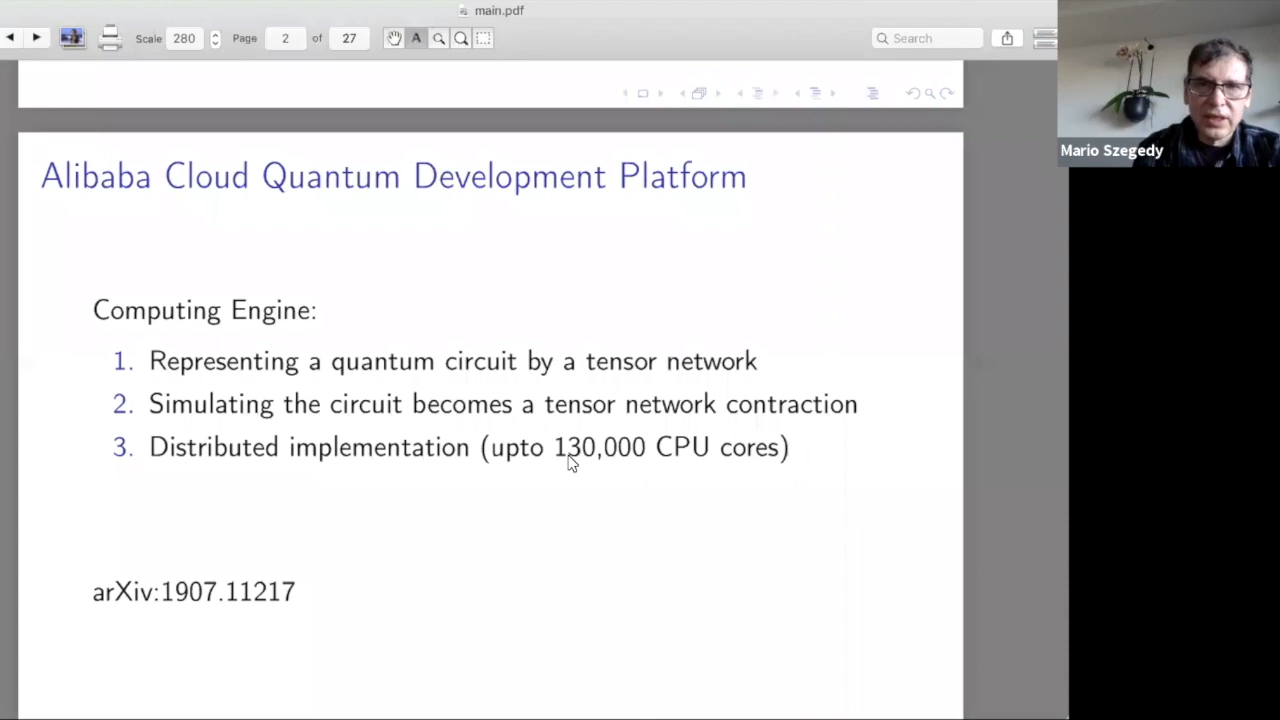 main.pdf
Scale 280 Page 2 of 27 A Search
Mario Szegedy
Alibaba Cloud Quantum Development Platform
Computing Engine:
1. Representing a quantum circuit by a tensor network
2. Simulating the circuit becomes a tensor network contraction
3. Distributed implementation (upto 130,000 CPU cores)
arXiv:1907.11217